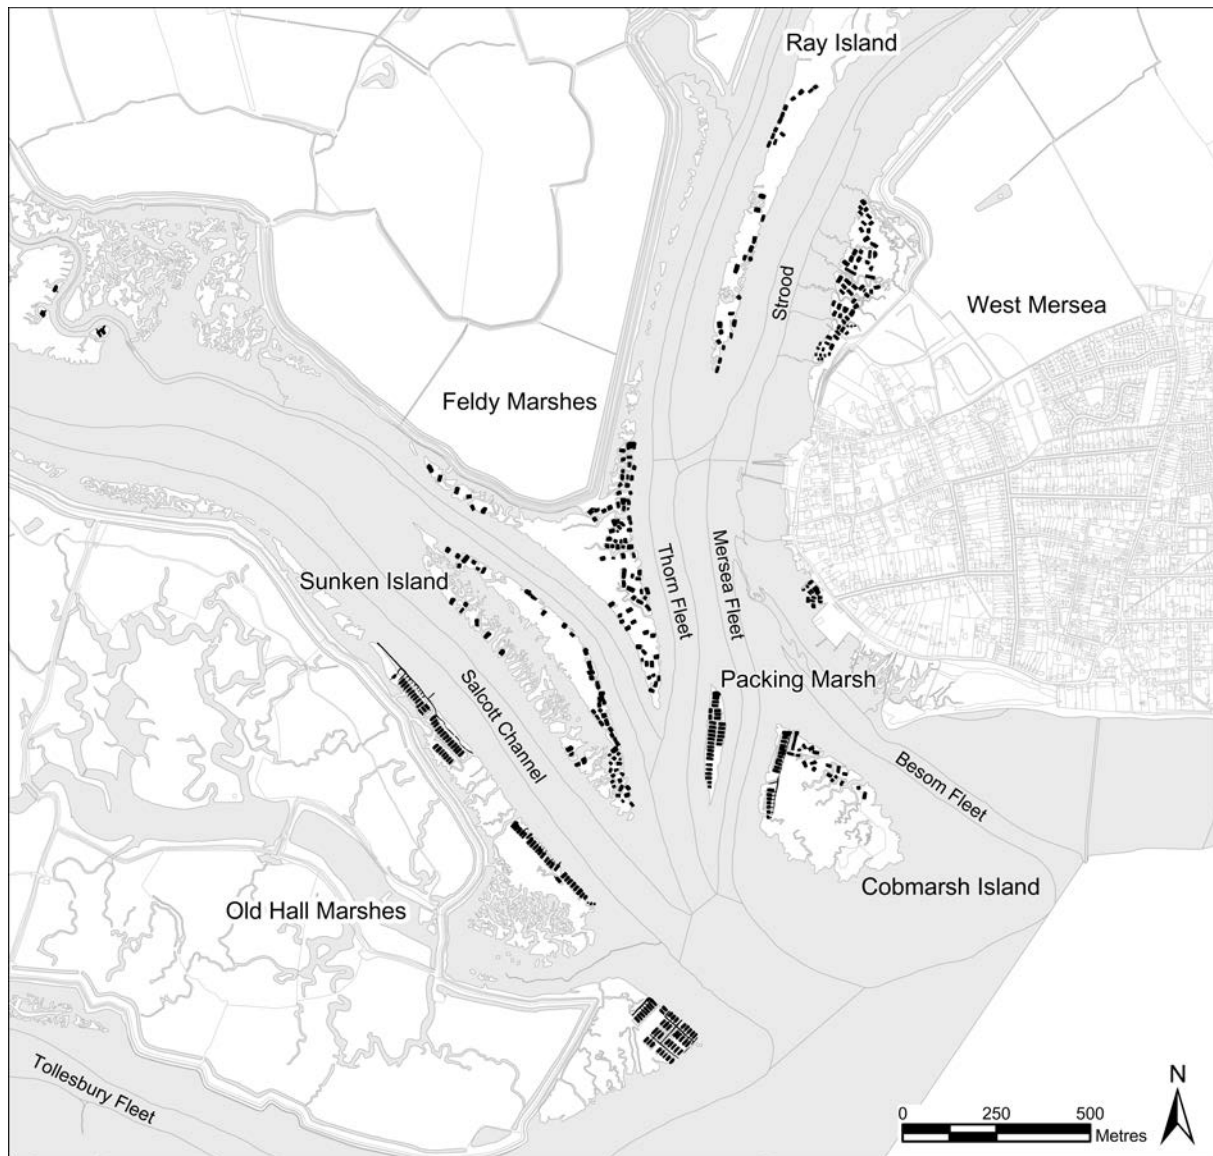 Ray Island
Strood
West Mersea
Feldy Marshes
Thorn Fleet
Mersea Fleet
Sunken Island
Packing Marsh
Salcott Channel
Besom Fleet
Cobmarsh Island
Old Hall Marshes
Tollesbury Fleet
N
0 250 500
Metres